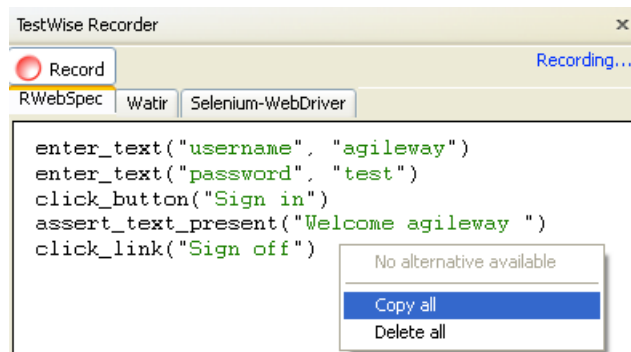 TestWise Recorder
Record
Recording...
RWebSpec Watir Selenium-WebDriver
enter_text("username", "agileway")
enter_text("password", "test")
click_button("Sign in")
assert_text_present("Welcome agileway ")
click_link("Sign off")
No alternative available
Copy all
Delete all